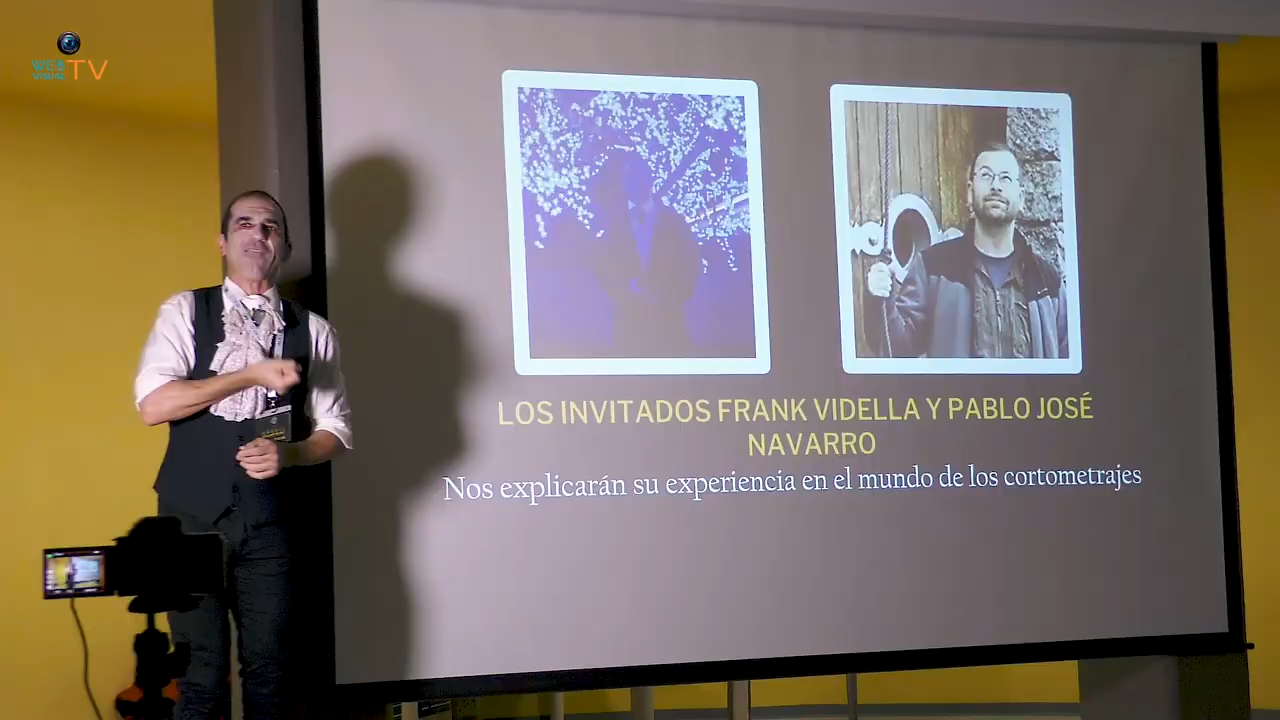 WEB
VISUAL TV
LOS INVITADOS FRANK VIDELLA Y PABLO JOSÉ
NAVARRO
Nos explicarán su experiencia en el mundo de los cortometrajes